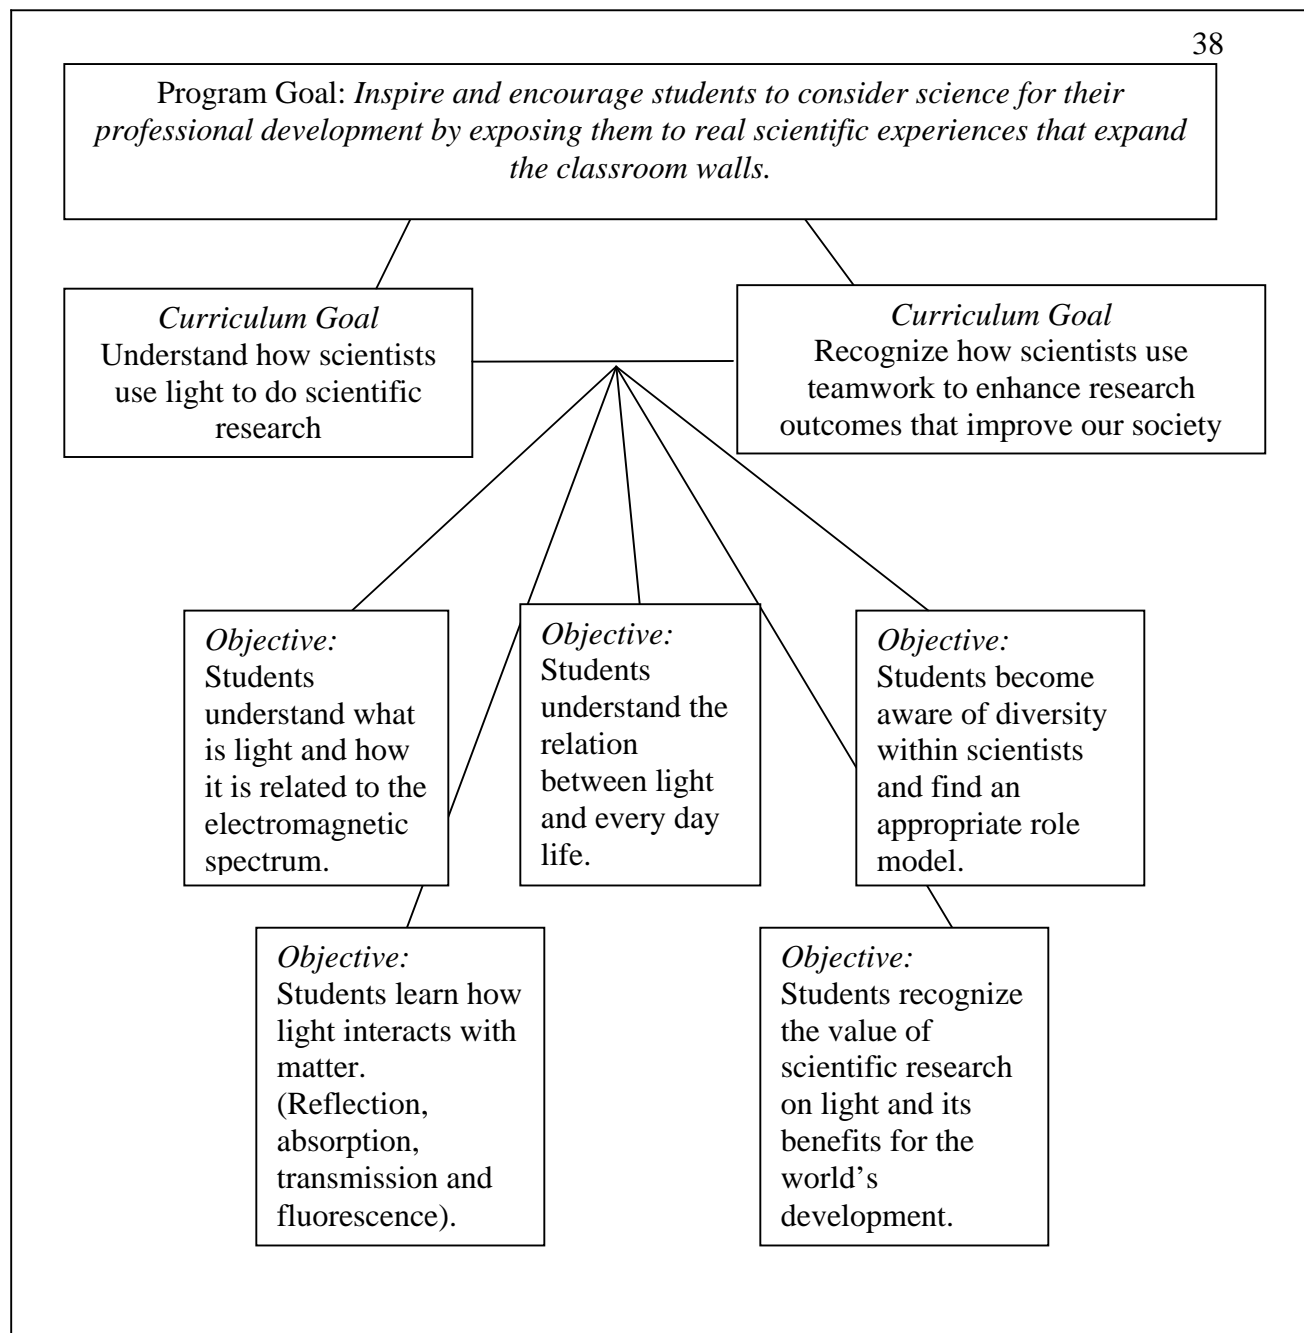 38
Program Goal: Inspire and encourage students to consider science for their
professional development by exposing them to real scientific experiences that expand
the classroom walls.
Curriculum Goal
Understand how scientists
use light to do scientific
research
Curriculum Goal
Recognize how scientists use
teamwork to enhance research
outcomes that improve our society
Objective:
Students
understand what
is light and how
it is related to the
electromagnetic
spectrum.
Objective:
Students
understand the
relation
between light
and every day
life.
Objective:
Students become
aware of diversity
within scientists
and find an
appropriate role
model.
Objective:
Students learn how
light interacts with
matter.
(Reflection,
absorption,
transmission and
fluorescence).
Objective:
Students recognize
the value of
scientific research
on light and its
benefits for the
world’s
development.